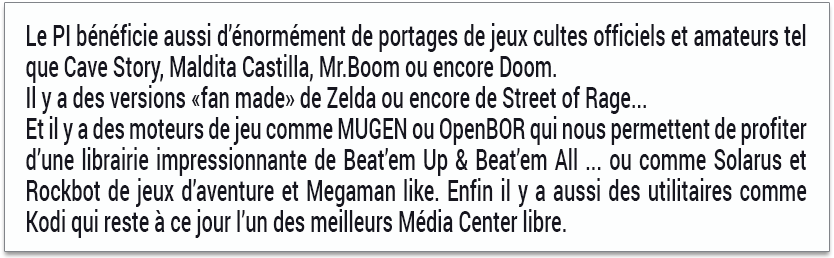 Le PI bénéficie aussi d’énormément de portages de jeux cultes officiels et amateurs tel
que Cave Story, Maldita Castilla, Mr.Boom ou encore Doom.
Il y a des versions «fan made» de Zelda ou encore de Street of Rage...
Et il y a des moteurs de jeu comme MUGEN ou OpenBOR qui nous permettent de profiter
d’une librairie impressionnante de Beat’em Up & Beat’em All ... ou comme Solarus et
Rockbot de jeux d’aventure et Megaman like. Enfin il y a aussi des utilitaires comme
Kodi qui reste à ce jour l’un des meilleurs Média Center libre.